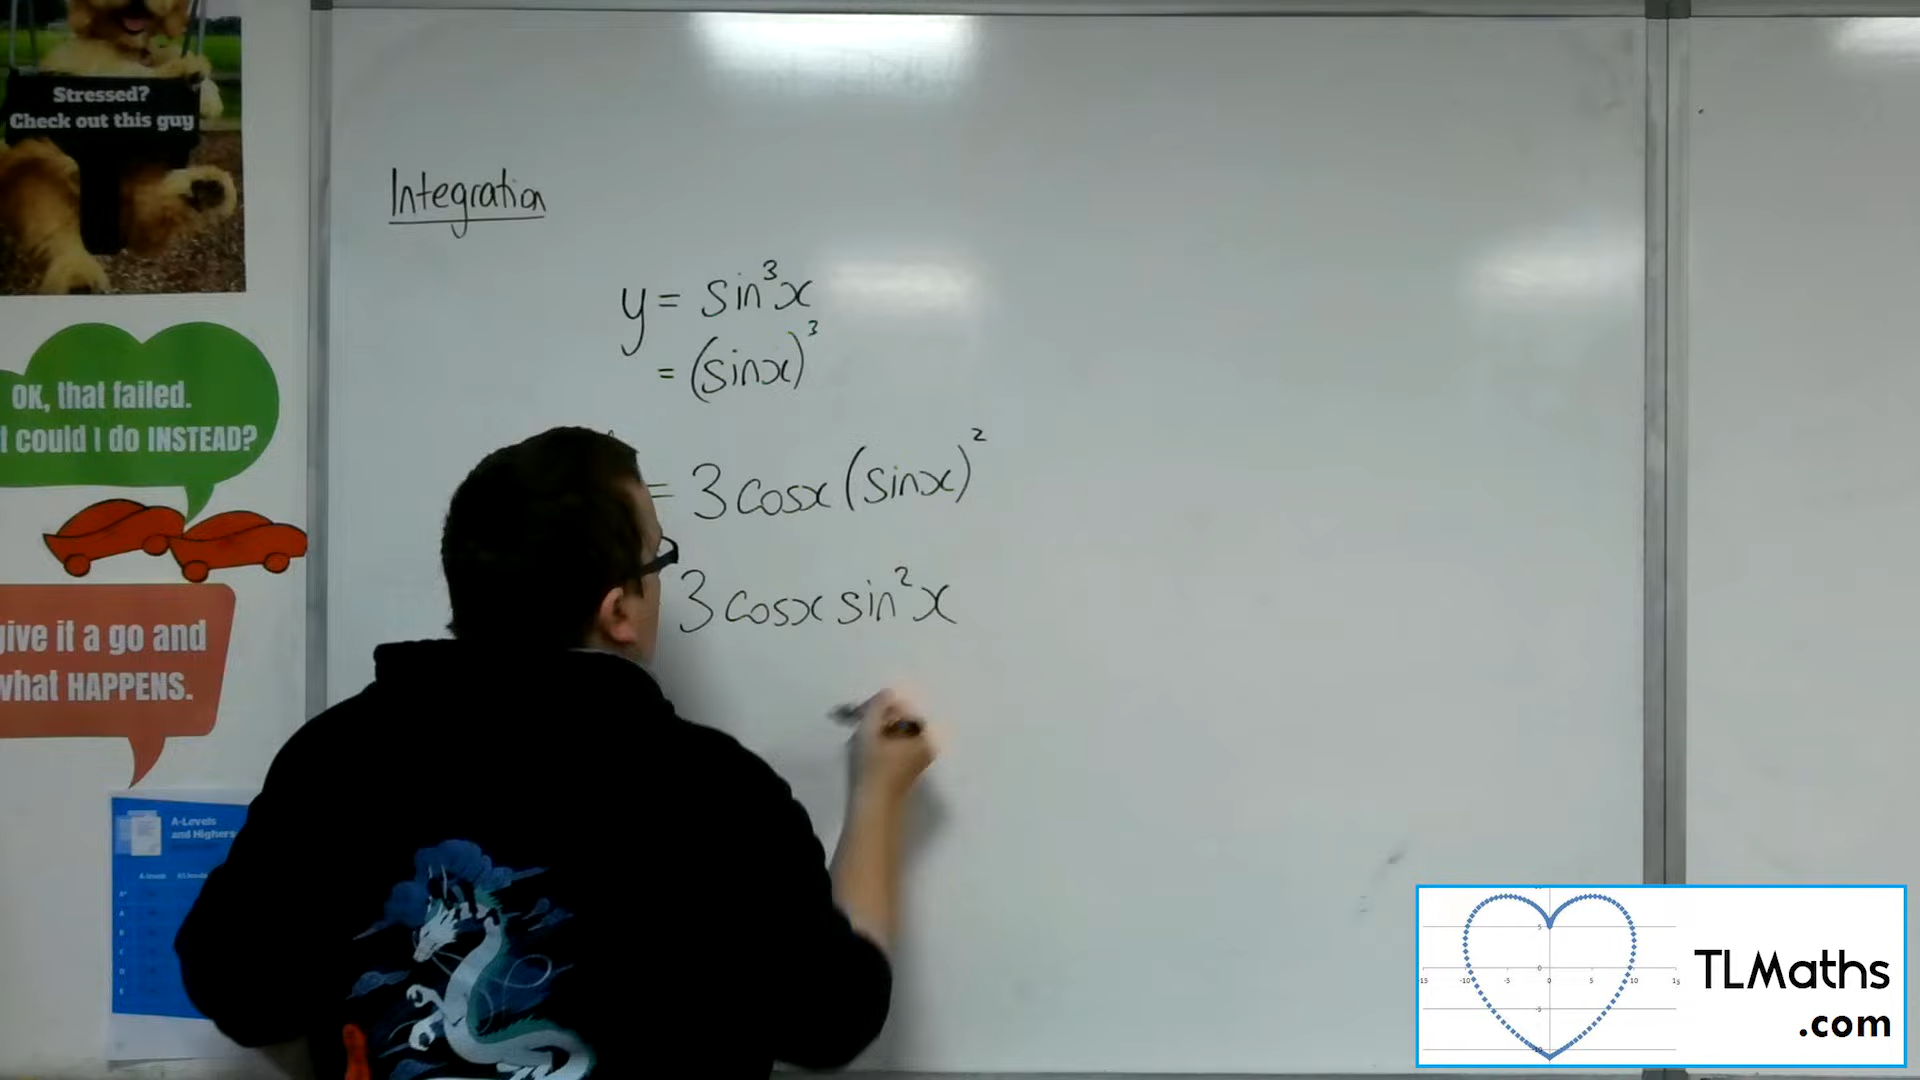 Stressed?
Check out this guy
Integration
y = sin³x
= (sinx)³
= 3cosx(sinx)²
3cosx sin²x
OK, that failed.
could I do INSTEAD?
give it a go and
what HAPPENS.
A-Levels
and Highers
TLMaths
.com